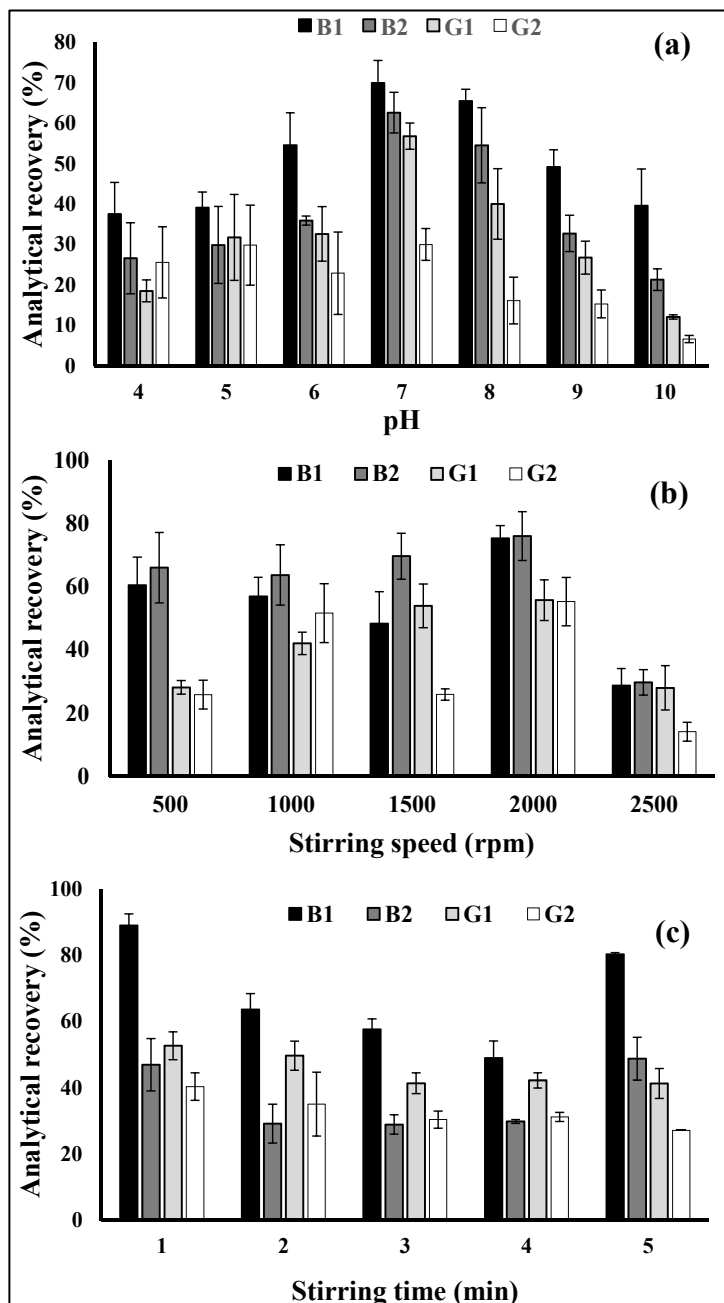 B1 B2 G1 G2
(a)
Analytical recovery (%)
80
70
60
50
40
30
20
10
0
4 5 6 7 8 9 10
pH
B1 B2 G1 G2
(b)
Analytical recovery (%)
100
80
60
40
20
0
500 1000 1500 2000 2500
Stirring speed (rpm)
B1 B2 G1 G2
(c)
Analytical recovery (%)
100
80
60
40
20
0
1 2 3 4 5
Stirring time (min)